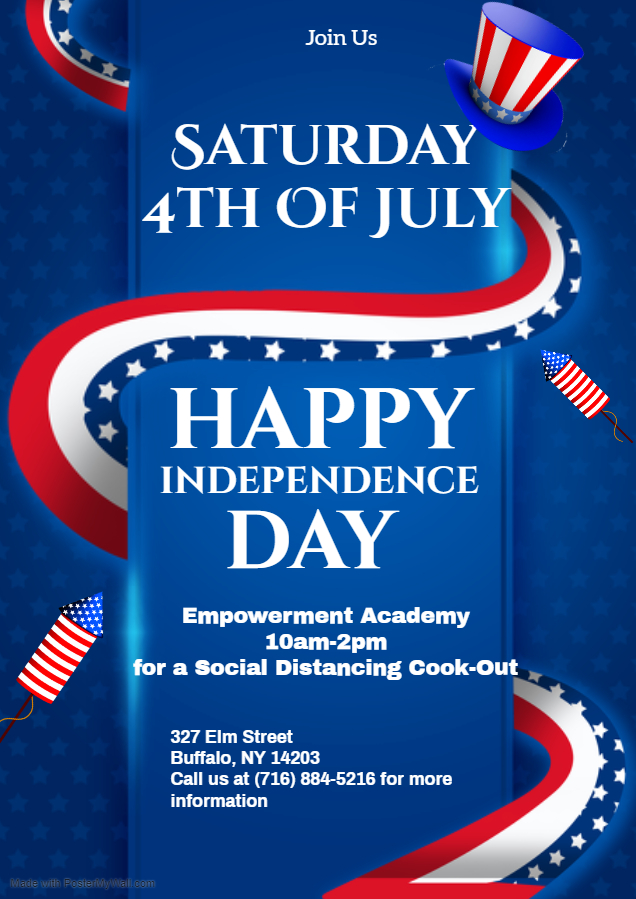 Join Us
SATURDAY
4TH OF JULY
HAPPY
INDEPENDENCE
DAY
Empowerment Academy
10am-2pm
for a Social Distancing Cook-Out
327 Elm Street
Buffalo, NY 14203
Call us at (716) 884-5216 for more
information
Made with PosterMyWall.com